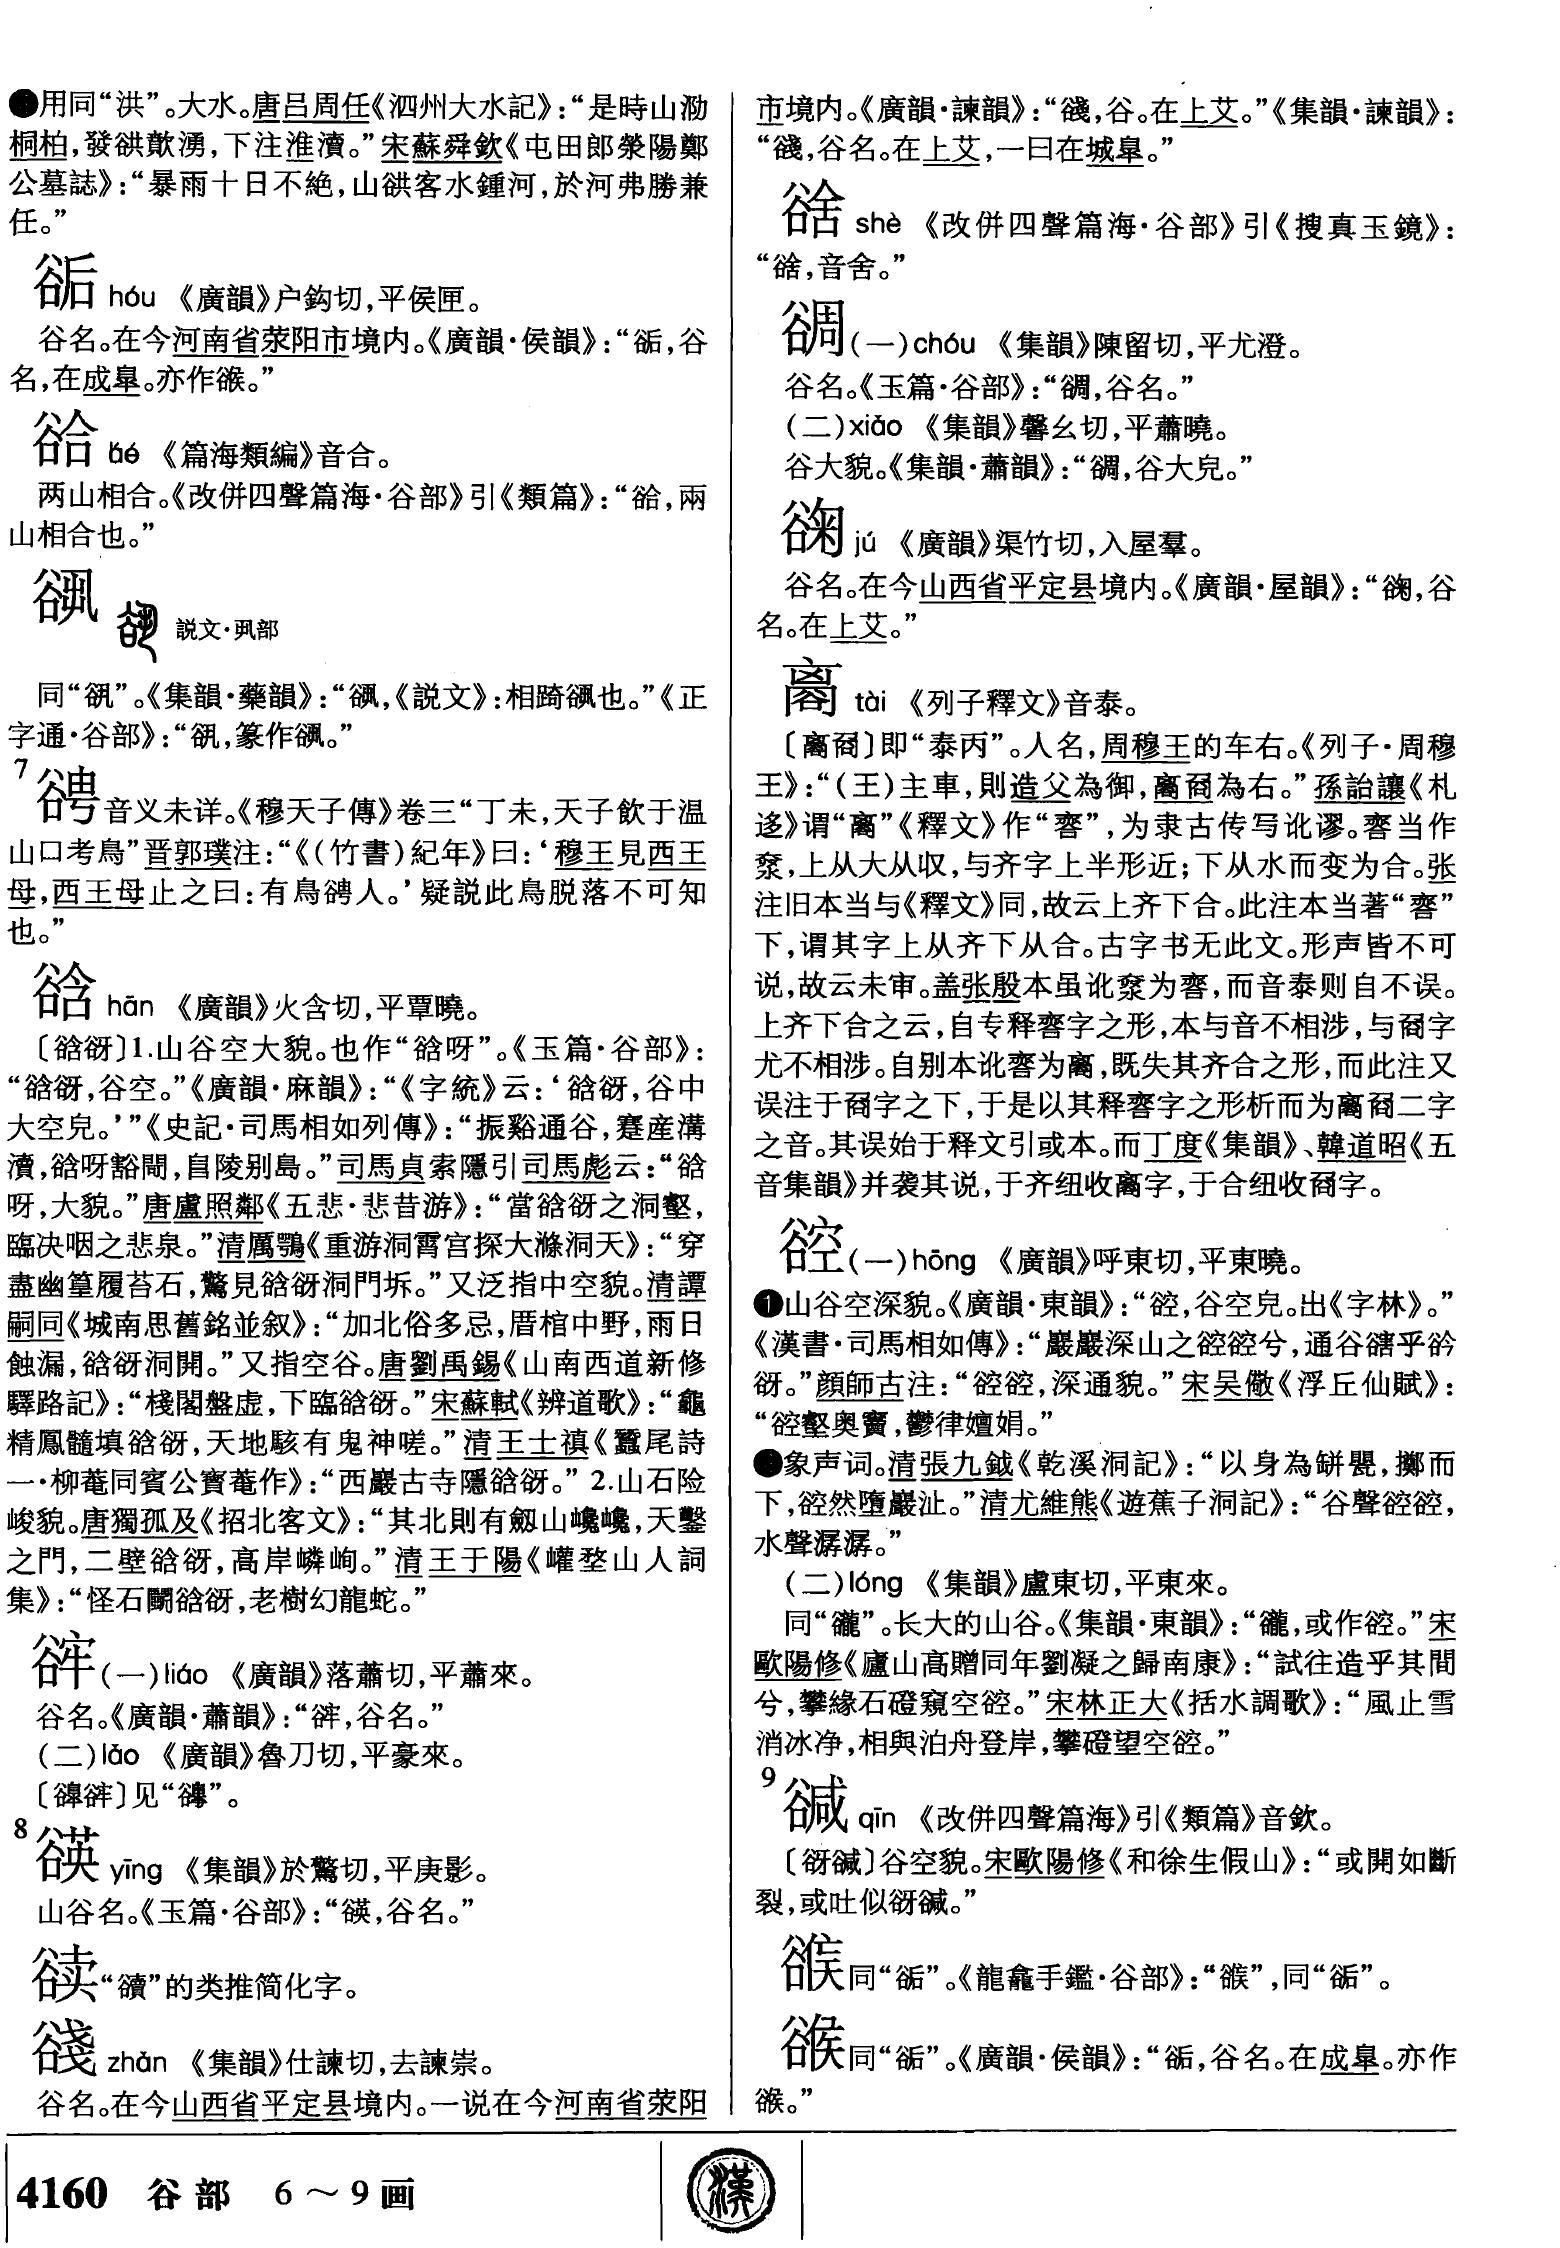 用同“洪”。大水。唐吕周任《泗州大水記》：“是時山泐
桐柏，發谼歕湧，下注淮瀆。”宋蘇舜欽《屯田郎滎陽鄭
公墓誌》：“暴雨十日不絶，山谼客水鍾河，於河弗勝兼
任。”
hóu 《廣韻》户鈎切，平侯匣。
谷名。在今河南省荥阳市境内。《廣韻·侯韻》：“，谷
名，在成臯。亦作。”
《篇海類編》音合。
两山相合。《改併四聲篇海·谷部》引《類篇》：“谽，兩
山相合也。”
説文·丮部
同“”。《集韻·藥韻》：“，《説文》：相踦也。”《正
字通·谷部》：“，篆作。”
7
音义未详。《穆天子傳》卷三“丁未，天子飲于温
山口考鳥”晋郭璞注：“《（竹書）紀年》曰：‘穆王見西王
母，西王母止之曰：有鳥人。’疑説此鳥脱落不可知
也。”
谽 hān 《廣韻》火含切，平覃曉。
〔谽谺〕1.山谷空大貌。也作“谽呀”。《玉篇·谷部》：
“谽谺，谷空。”《廣韻·麻韻》：“《字統》云：‘谽谺，谷中
大空皃。’”《史記·司馬相如列傳》：“振谿通谷，蹇産溝
瀆，谽呀豁閜，自陵别島。”司馬貞索隱引司馬彪云：“谽
呀，大貌。”唐盧照鄰《五悲·悲昔游》：“當谽谺之洞壑，
臨决咽之悲泉。”清厲鶚《重游洞霄宫探大滌洞天》：“穿
盡幽篁履苔石，驚見谽谺洞門坼。”又泛指中空貌。清譚
嗣同《城南思舊銘並叙》：“加北俗多忌，厝棺中野，雨日
蝕漏，谽谺洞開。”又指空谷。唐劉禹錫《山南西道新修
驛路記》：“棧閣盤虚，下臨谽谺。”宋蘇軾《辨道歌》：“龜
精鳳髓填谽谺，天地駭有鬼神嗟。”清王士禛《蠶尾詩
一·柳菴同賓公寳菴作》：“西巖古寺隱谽谺。”2.山石险
峻貌。唐獨孤及《招北客文》：“其北則有劒山巉巉，天鑿
之門，二壁谽谺，高岸嶙峋。”清王于陽《嶉婺山人詞
集》：“怪石鬭谽谺，老樹幻龍蛇。”
（一）liáo 《廣韻》落蕭切，平蕭來。
谷名。《廣韻·蕭韻》：“，谷名。”
（二）lǎo 《廣韻》魯刀切，平豪來。
〔〕见“”。
8
yīng 《集韻》於驚切，平庚影。
山谷名。《玉篇·谷部》：“，谷名。”
“”的类推简化字。
zhǎn 《集韻》仕諫切，去諫崇。
谷名。在今山西省平定县境内。一说在今河南省荥阳
市境内。《廣韻·諫韻》：“，谷。在上艾。”《集韻·諫韻》：
“，谷名。在上艾，一曰在城臯。”
shè 《改併四聲篇海·谷部》引《搜真玉鏡》：
“，音舍。”
（一）chóu 《集韻》陳留切，平尤澄。
谷名。《玉篇·谷部》：“，谷名。”
（二）xiǎo 《集韻》馨幺切，平蕭曉。
谷大貌。《集韻·蕭韻》：“，谷大皃。”
jú 《廣韻》渠竹切，入屋羣。
谷名。在今山西省平定县境内。《廣韻·屋韻》：“，谷
名。在上艾。”
tài 《列子釋文》音泰。
〔〕即“泰丙”。人名，周穆王的车右。《列子·周穆
王》：“（王）主車，則造父為御，為右。”孫詒讓《札
迻》谓“”《釋文》作“”，为隶古传写讹谬。当作
，上从大从収，与齐字上半形近；下从水而变为合。张
注旧本当与《釋文》同，故云上齐下合。此注本当著“”
下，谓其字上从齐下从合。古字书无此文。形声皆不可
说，故云未审。盖张殷本虽讹为，而音泰则自不误。
上齐下合之云，自专释字之形，本与音不相涉，与字
尤不相涉。自别本讹为，既失其齐合之形，而此注又
误注于字之下，于是以其释字之形析而为二字
之音。其误始于释文引或本。而丁度《集韻》、韓道昭《五
音集韻》并袭其说，于齐纽收字，于合纽收字。
谾（一）hōng 《廣韻》呼東切，平東曉。
❶山谷空深貌。《廣韻·東韻》：“谾，谷空皃。出《字林》。”
《漢書·司馬相如傳》：“巖巖深山之谾谾兮，通谷豁乎
谺。”顔師古注：“谾谾，深通貌。”宋吴儆《浮丘仙賦》：
“谾壑奥竇，鬱律嬗娟。”
象声词。清張九鉞《乾溪洞記》：“以身為缾甖，擲而
下，谾然墮巖沚。”清尤維熊《遊蕉子洞記》：“谷聲谾谾，
水聲潺潺。”
（二）lóng 《集韻》盧東切，平東來。
同“豅”。长大的山谷。《集韻·東韻》：“豅，或作谾。”宋
歐陽修《廬山高贈同年劉凝之歸南康》：“試往造乎其間
兮，攀緣石磴窺空谾。”宋林正大《括水調歌》：“風止雪
消冰净，相與泊舟登岸，攀磴望空谾。”
9
qīn 《改併四聲篇海》引《類篇》音欽。
〔谺〕谷空貌。宋歐陽修《和徐生假山》：“或開如斷
裂，或吐似谺。”
同“”。《龍龕手鑑·谷部》：“”，同“”。
同“”。《廣韻·侯韻》：“，谷名。在成臯。亦作
。”
4160 谷部 6～9画
漢